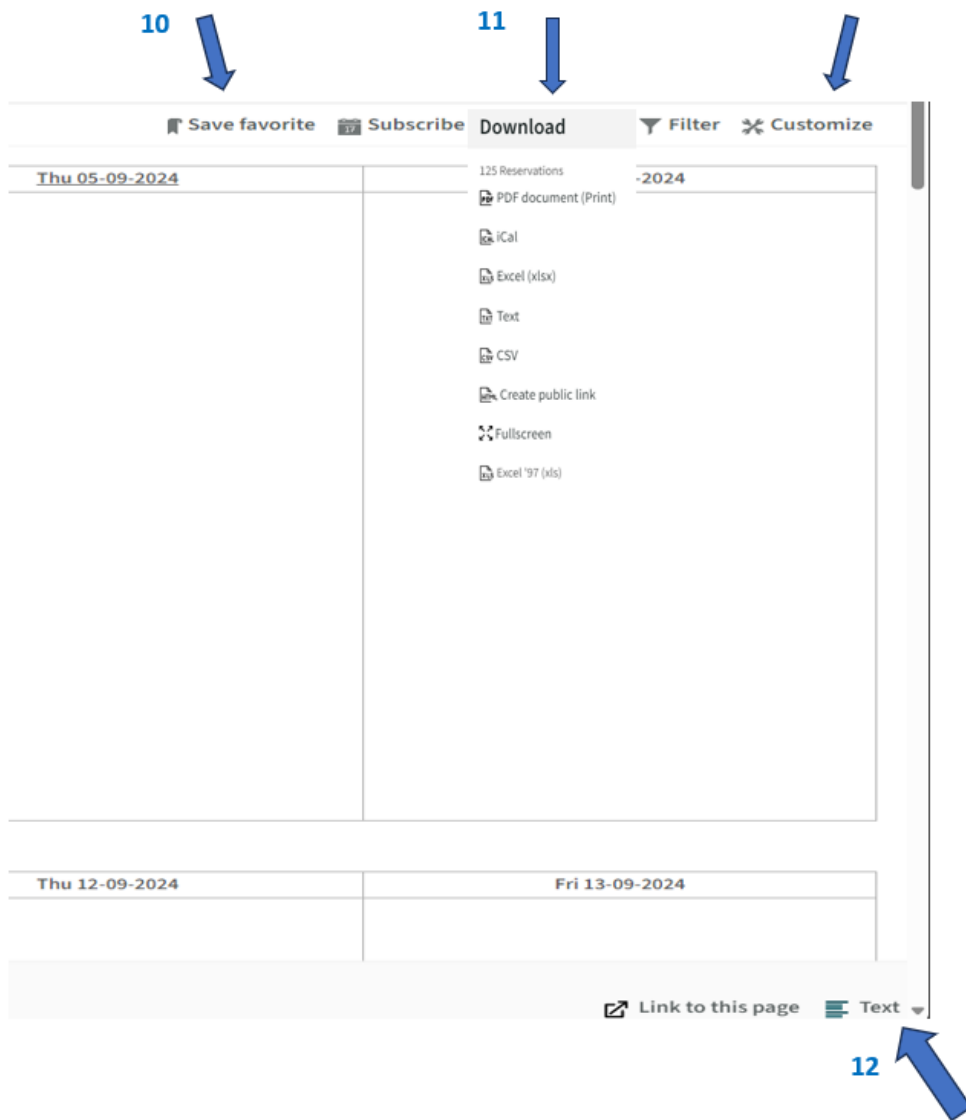 10
11
Save favorite
Subscribe
Download
Filter
Customize
125 Reservations
Thu 05-09-2024
-2024
PDF document (Print)
iCal
Excel (xlsx)
Text
CSV
Create public link
Fullscreen
Excel '97 (xls)
Thu 12-09-2024
Fri 13-09-2024
Link to this page
Text
12